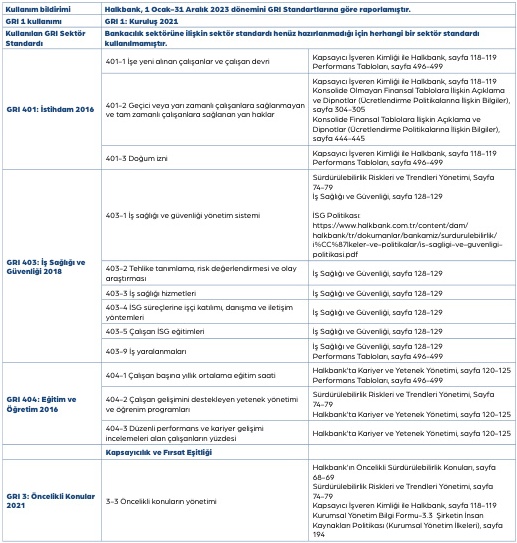 Kullanım bildirimi
Halkbank, 1 Ocak–31 Aralık 2023 dönemini GRI Standartlarına göre raporlamıştır.
GRI 1 kullanımı
GRI 1: Kuruluş 2021
Kullanılan GRI Sektör
Standardı
Bankacılık sektörüne ilişkin sektör standardı henüz hazırlanmadığı için herhangi bir sektör standardı
kullanılmamıştır.
GRI 401: İstihdam 2016
401-1 İşe yeni alınan çalışanlar ve çalışan devri
Kapsayıcı İşveren Kimliği ile Halkbank, sayfa 118-119
Performans Tabloları, sayfa 496-499
401-2 Geçici veya yarı zamanlı çalışanlara sağlanmayan
ve tam zamanlı çalışanlara sağlanan yan haklar
Kapsayıcı İşveren Kimliği ile Halkbank, sayfa 118-119
Konsolide Olmayan Finansal Tablolara İlişkin Açıklama
ve Dipnotlar (Ücretlendirme Politikalarına İlişkin Bilgiler),
sayfa 304-305
Konsolide Finansal Tablolara İlişkin Açıklama ve
Dipnotlar (Ücretlendirme Politikalarına İlişkin Bilgiler),
sayfa 444-445
401-3 Doğum izni
Kapsayıcı İşveren Kimliği ile Halkbank, sayfa 118-119
Performans Tabloları, sayfa 496-499
GRI 403: İş Sağlığı ve
Güvenliği 2018
403-1 İş sağlığı ve güvenliği yönetim sistemi
Sürdürülebilirlik Riskleri ve Trendleri Yönetimi, Sayfa
74-79
İş Sağlığı ve Güvenliği, sayfa 128-129
İSG Politikası:
https://www.halkbank.com.tr/content/dam/
halkbank/tr/dokumanlar/bankamiz/surdurulebilirlik/
i%CC%87lkeler-ve-politikalar/is-sagligi-ve-guvenligi-
politikasi.pdf
403-2 Tehlike tanımlama, risk değerlendirmesi ve olay
araştırması
İş Sağlığı ve Güvenliği, sayfa 128-129
403-3 İş sağlığı hizmetleri
İş Sağlığı ve Güvenliği, sayfa 128-129
403-4 İSG süreçlerine işçi katılımı, danışma ve iletişim
yöntemleri
İş Sağlığı ve Güvenliği, sayfa 128-129
403-5 Çalışan İSG eğitimleri
İş Sağlığı ve Güvenliği, sayfa 128-129
403-9 İş yaralanmaları
İş Sağlığı ve Güvenliği, sayfa 128-129
Performans Tabloları, sayfa 496-499
GRI 404: Eğitim ve
Öğretim 2016
404-1 Çalışan başına yıllık ortalama eğitim saati
Halkbank'ta Kariyer ve Yetenek Yönetimi, sayfa 120-125
Performans Tabloları, sayfa 496-499
404-2 Çalışan gelişimini destekleyen yetenek yönetimi
ve öğrenim programları
Sürdürülebilirlik Riskleri ve Trendleri Yönetimi, Sayfa
74-79
Halkbank'ta Kariyer ve Yetenek Yönetimi, sayfa 120-125
404-3 Düzenli performans ve kariyer gelişimi
incelemeleri alan çalışanların yüzdesi
Halkbank'ta Kariyer ve Yetenek Yönetimi, sayfa 120-125
Kapsayıcılık ve Fırsat Eşitliği
GRI 3: Öncelikli Konular
2021
3-3 Öncelikli konuların yönetimi
Halkbank'ın Öncelikli Sürdürülebilirlik Konuları, sayfa
68-69
Sürdürülebilirlik Riskleri ve Trendleri Yönetimi, sayfa
74-79
Kapsayıcı İşveren Kimliği ile Halkbank, sayfa 118-119
Kurumsal Yönetim Bilgi Formu-3.3. Şirketin İnsan
Kaynakları Politikası (Kurumsal Yönetim İlkeleri), sayfa
194